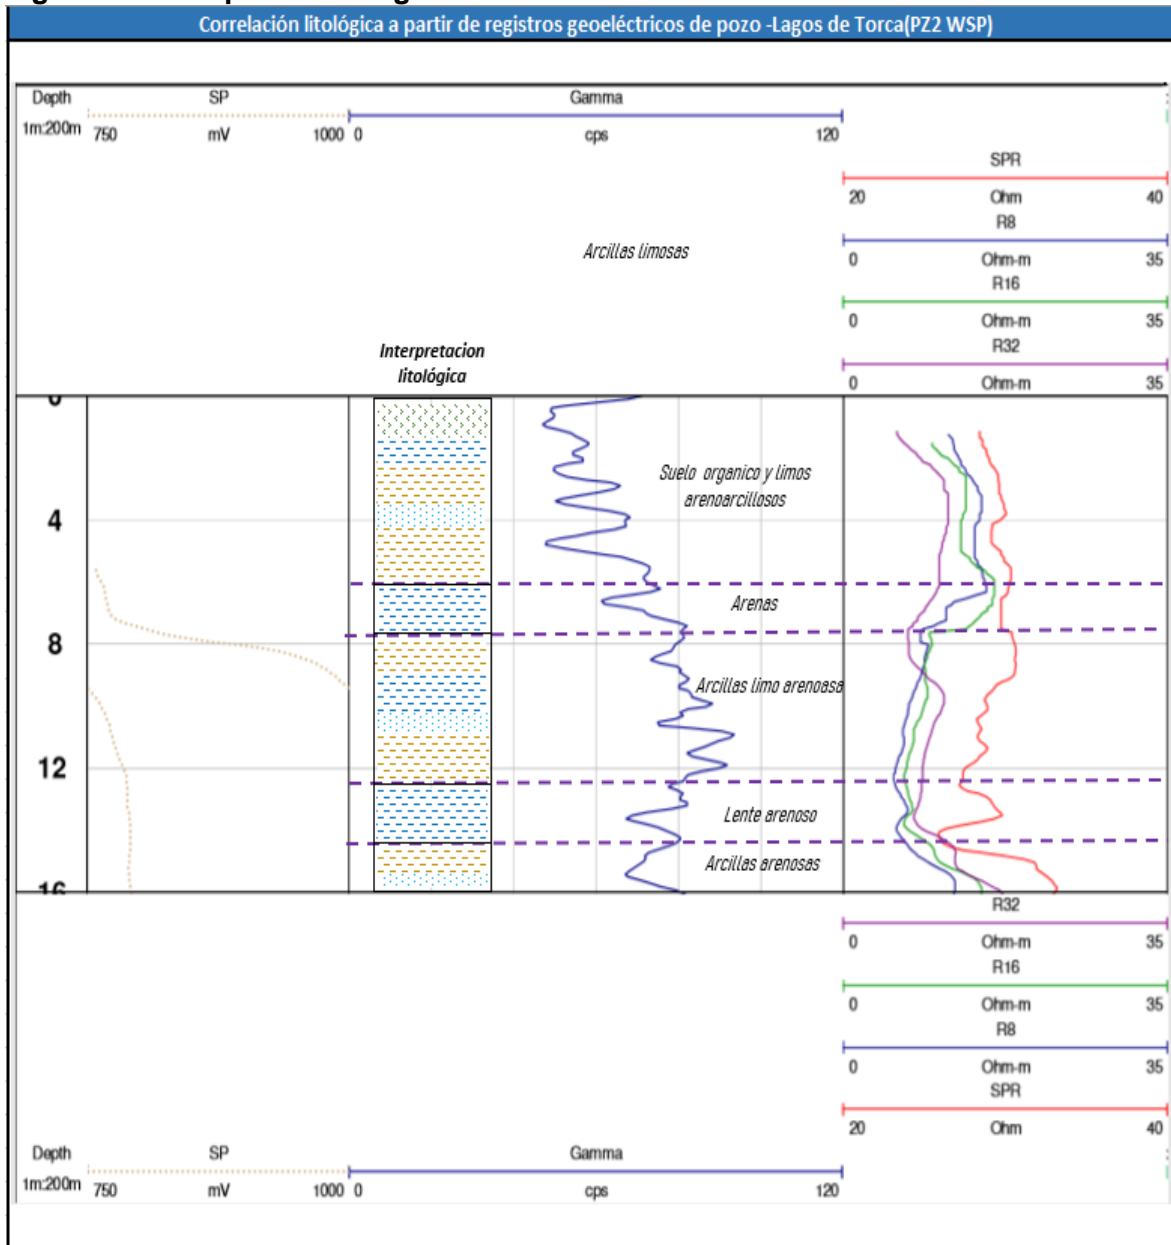 Correlación litológica a partir de registros geoeléctricos de pozo -Lagos de Torca(PZ2 WSP)
Depth SP Gamma
1m:200m 750 mV 1000 0 cps 120
SPR
20 Ohm 40
R8
0 Ohm-m 35
R16
0 Ohm-m 35
R32
0 Ohm-m 35
Arcillas limosas
Interpretacion
litológica
0
Suelo organico y limos
arenoarcillosos
4
Arenas
8
Arcillas limo arenoasa
12
Lente arenoso
Arcillas arenosas
16
R32
0 Ohm-m 35
R16
0 Ohm-m 35
R8
0 Ohm-m 35
SPR
20 Ohm 40
Depth SP Gamma
1m:200m 750 mV 1000 0 cps 120